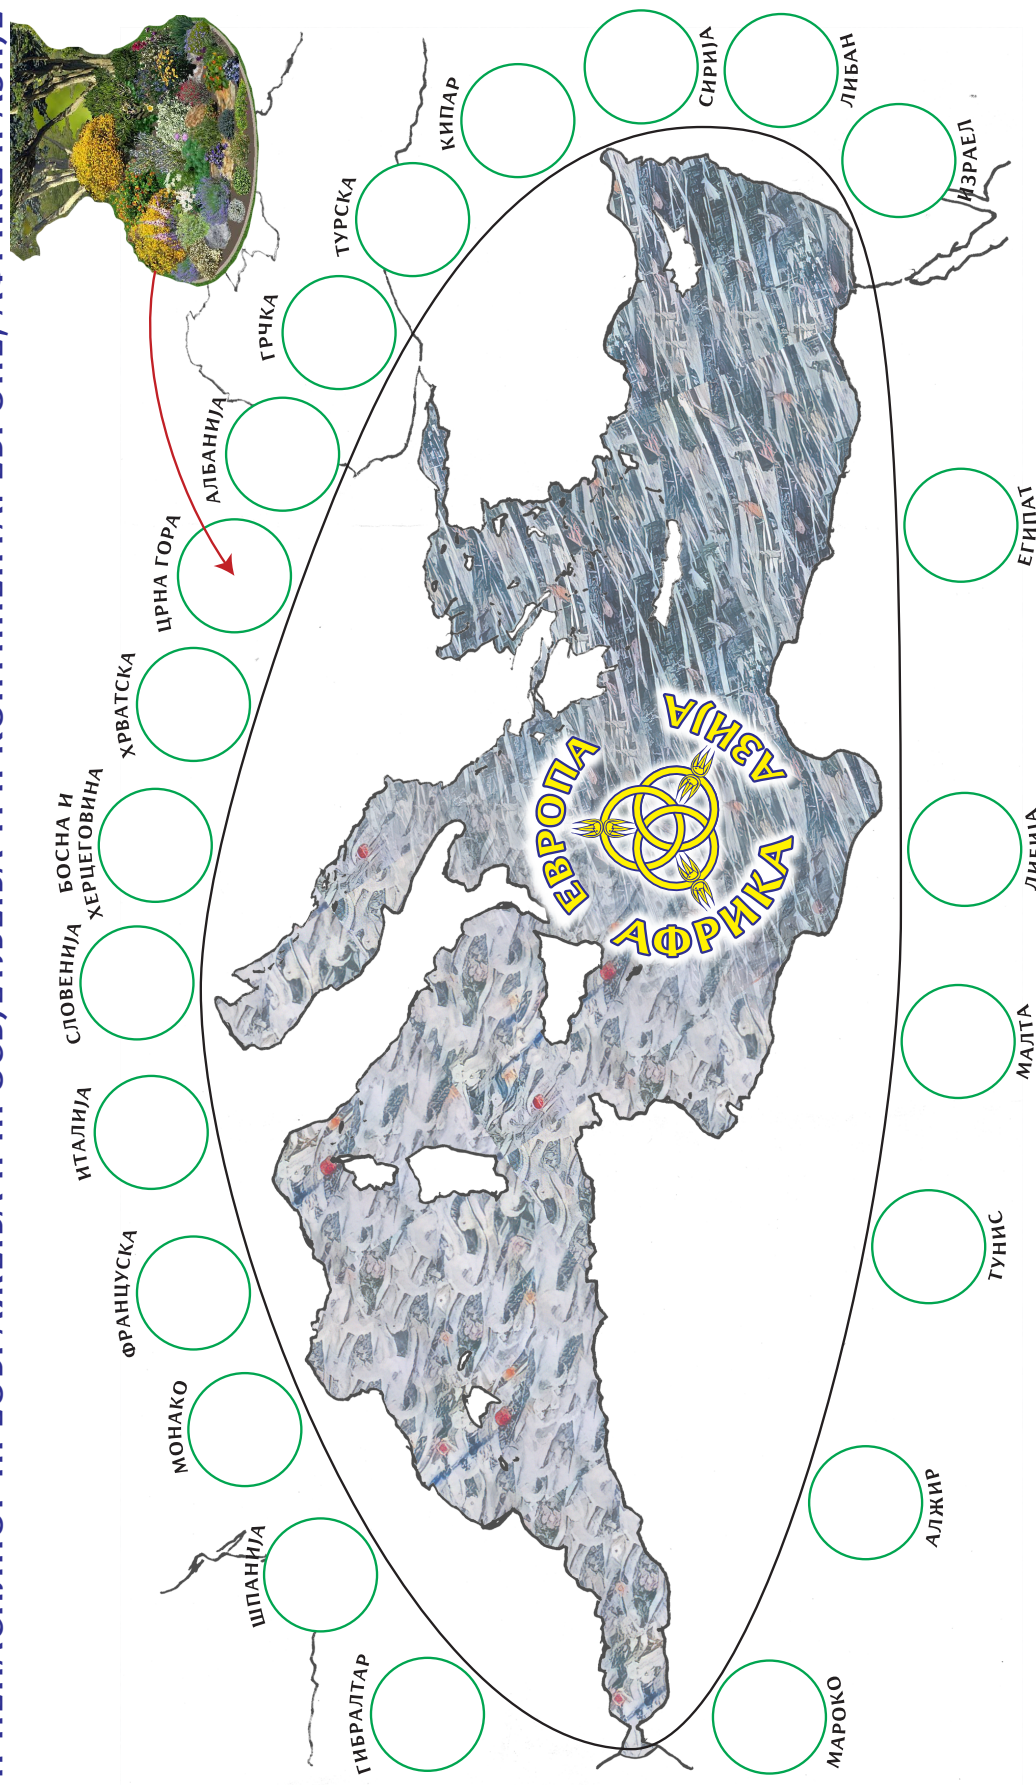 ГИБРАЛТАР
ШПАНИЈА
МОНАКО
ФРАНЦУСКА
ИТАЛИЈА
СЛОВЕНИЈА
БОСНА И
ХЕРЦЕГОВИНА
ХРВАТСКА
ЦРНА ГОРА
АЛБАНИЈА
ГРЧКА
ТУРСКА
КИПАР
СИРИЈА
ЛИБАН
ИЗРАЕЛ
ЕВРОПА
АЗИЈА
АФРИКА
МАРОКО
АЛЖИР
ТУНИС
МАЛТА
ЛИБИЈА
ЕГИПАТ